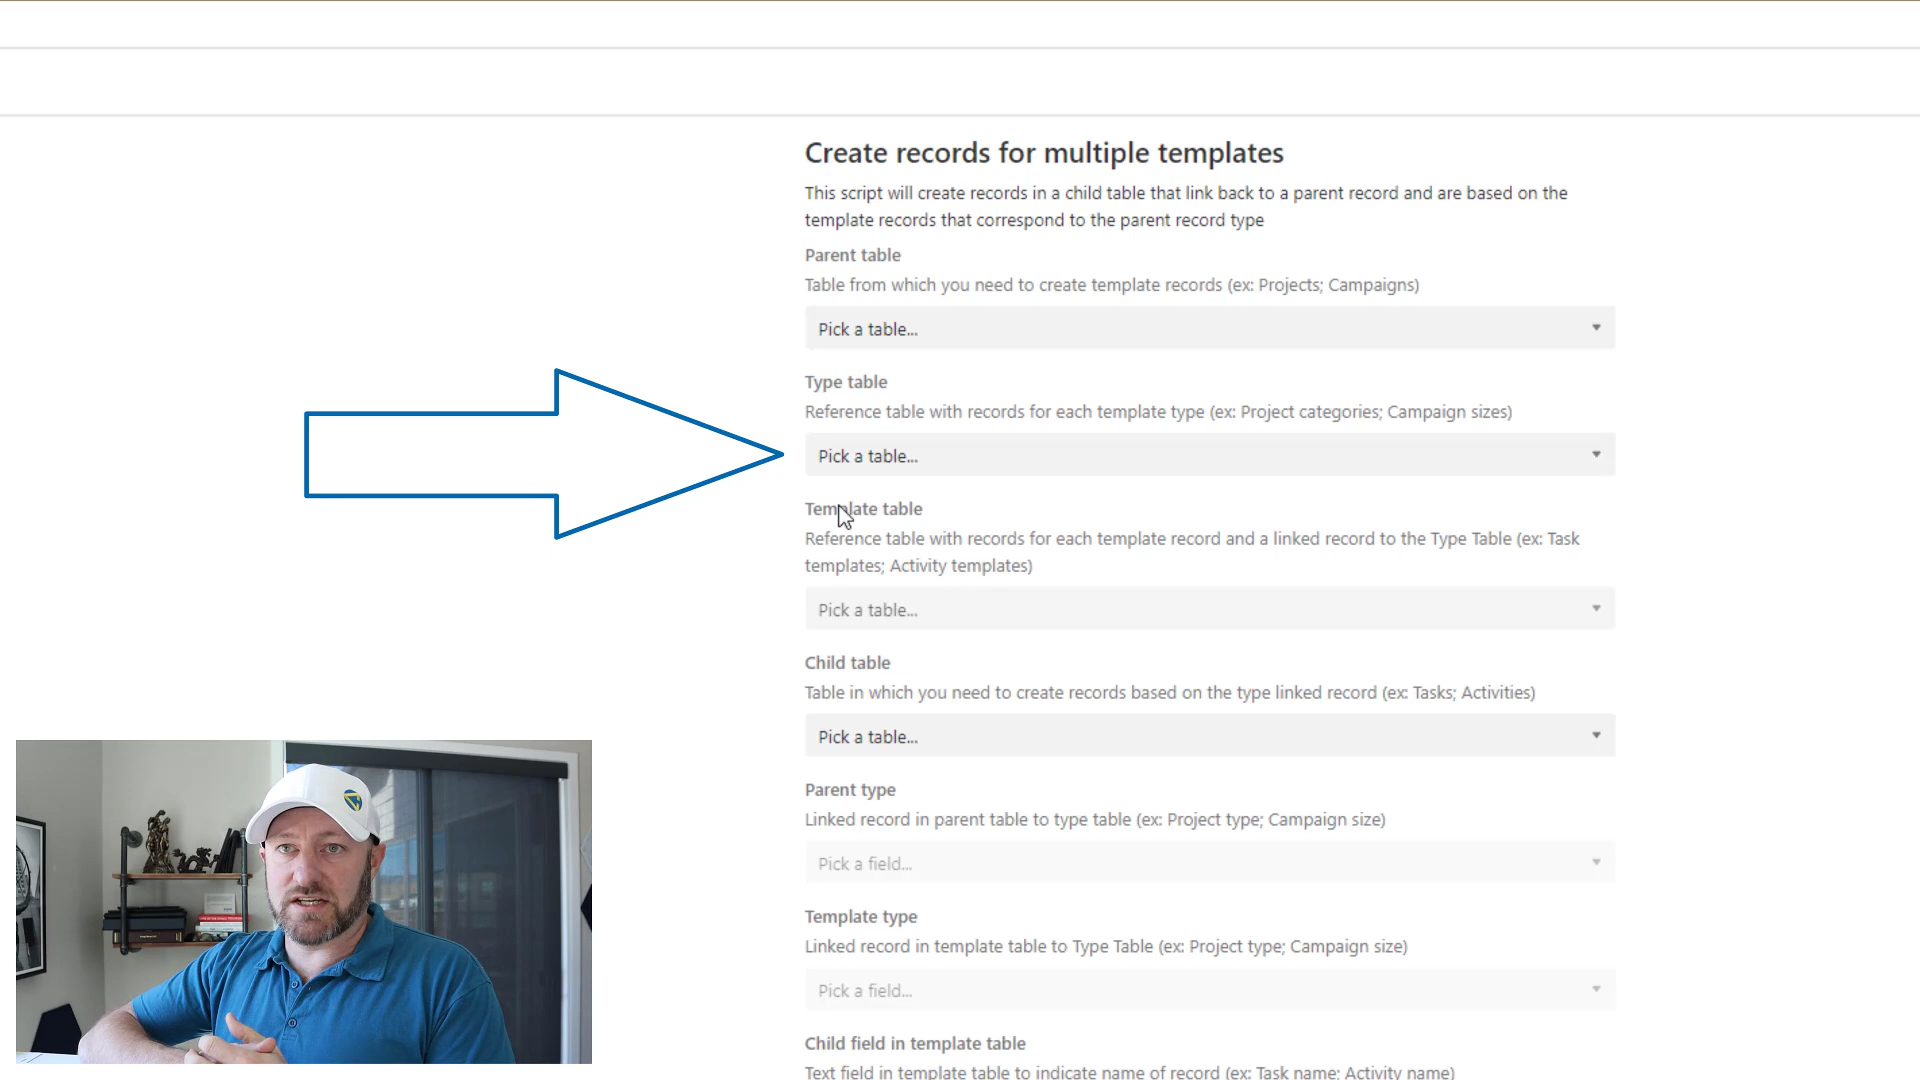 Create records for multiple templates
This script will create records in a child table that link back to a parent record and are based on the
template records that correspond to the parent record type
Parent table
Table from which you need to create template records (ex: Projects; Campaigns)
Pick a table...
Type table
Reference table with records for each template type (ex: Project categories; Campaign sizes)
Pick a table...
Template table
Reference table with records for each template record and a linked record to the Type Table (ex: Task
templates; Activity templates)
Pick a table...
Child table
Table in which you need to create records based on the type linked record (ex: Tasks; Activities)
Pick a table...
Parent type
Linked record in parent table to type table (ex: Project type; Campaign size)
Pick a field...
Template type
Linked record in template table to Type Table (ex: Project type; Campaign size)
Pick a field...
Child field in template table
Text field in template table to indicate name of record (ex: Task name; Activity name)